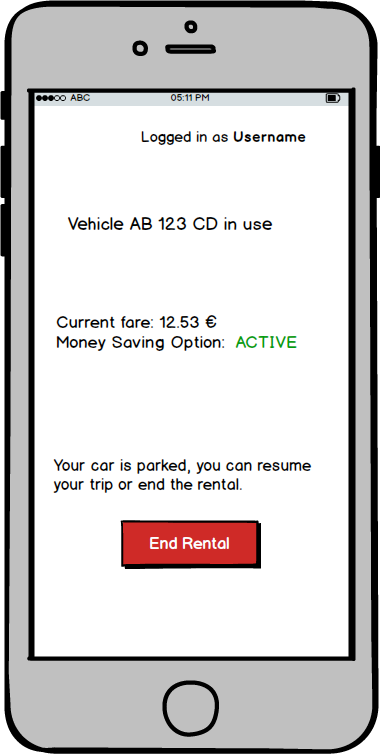 ABC 05:11 PM
Logged in as Username
Vehicle AB 123 CD in use
Current fare: 12.53 €
Money Saving Option: ACTIVE
Your car is parked, you can resume
your trip or end the rental.
End Rental